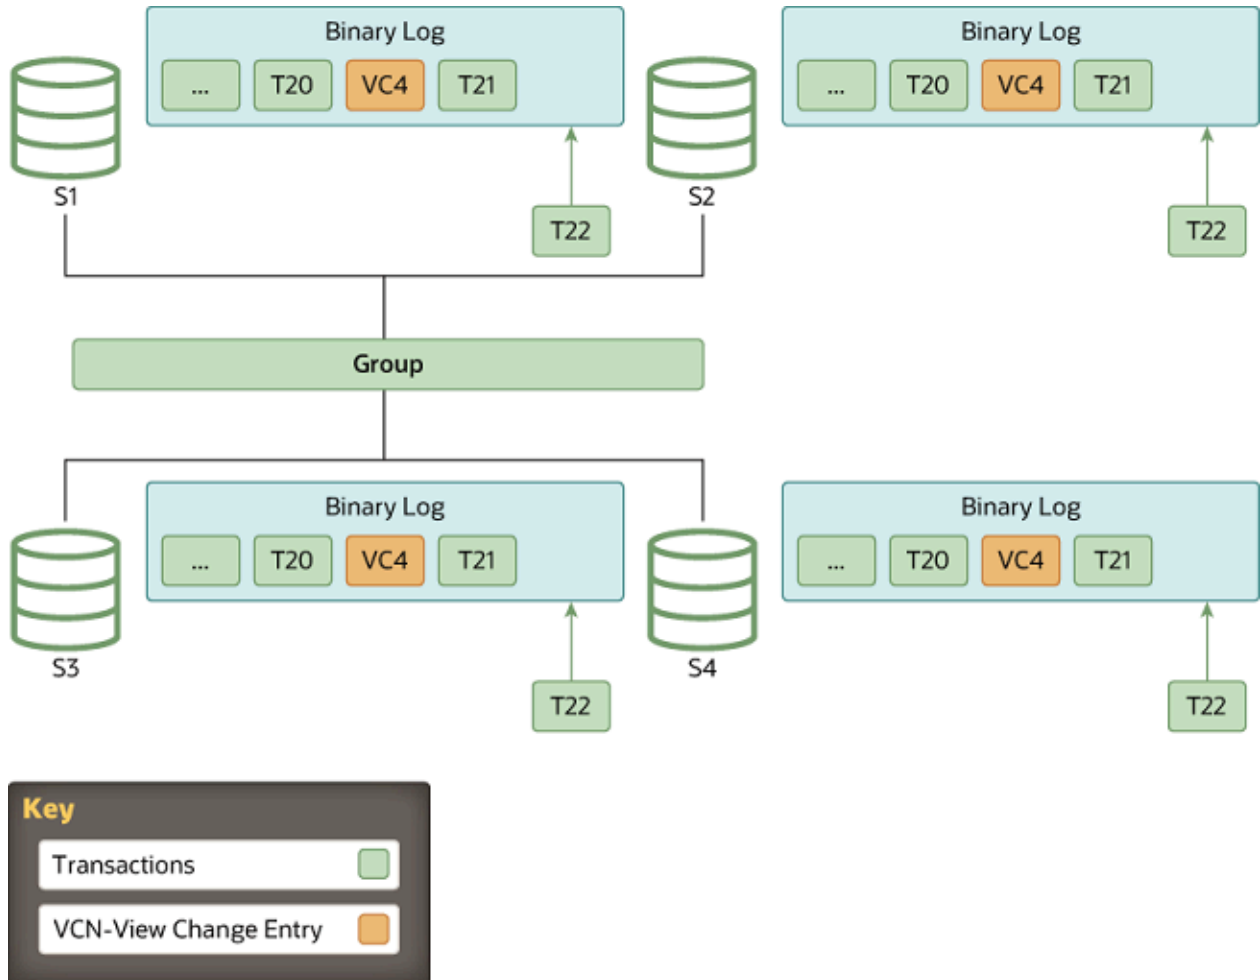 Binary Log
... T20 VC4 T21
Binary Log
... T20 VC4 T21
S1
T22
S2
T22
Group
Binary Log
... T20 VC4 T21
Binary Log
... T20 VC4 T21
S3
T22
S4
T22
Key
Transactions
VCN-View Change Entry